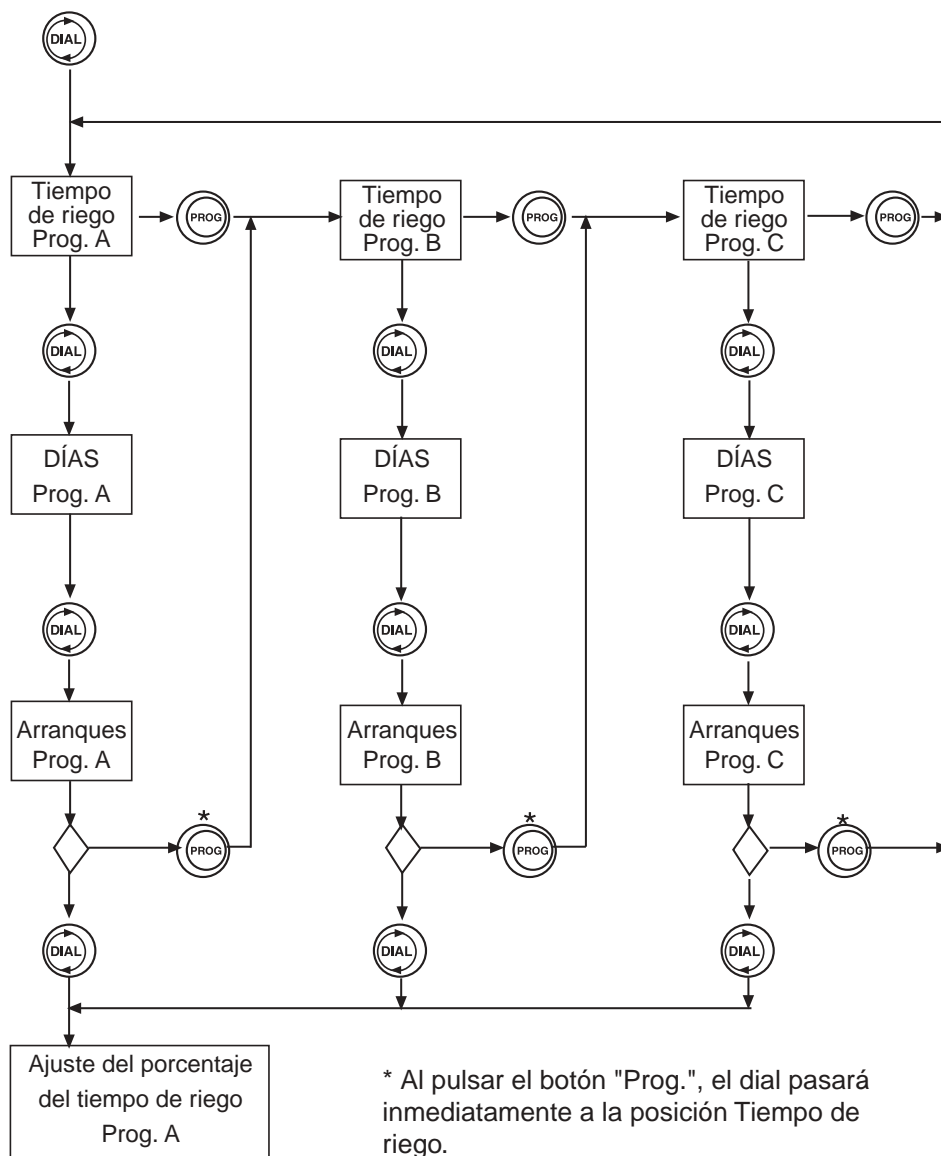 DIAL
Tiempo
de riego
Prog. A
PROG
Tiempo
de riego
Prog. B
PROG
Tiempo
de riego
Prog. C
PROG
DIAL
DIAL
DIAL
DÍAS
Prog. A
DÍAS
Prog. B
DÍAS
Prog. C
DIAL
DIAL
DIAL
Arranques
Prog. A
Arranques
Prog. B
Arranques
Prog. C
*
PROG
*
PROG
*
PROG
DIAL
DIAL
DIAL
Ajuste del porcentaje
del tiempo de riego
Prog. A
* Al pulsar el botón "Prog.", el dial pasará
inmediatamente a la posición Tiempo de
riego.